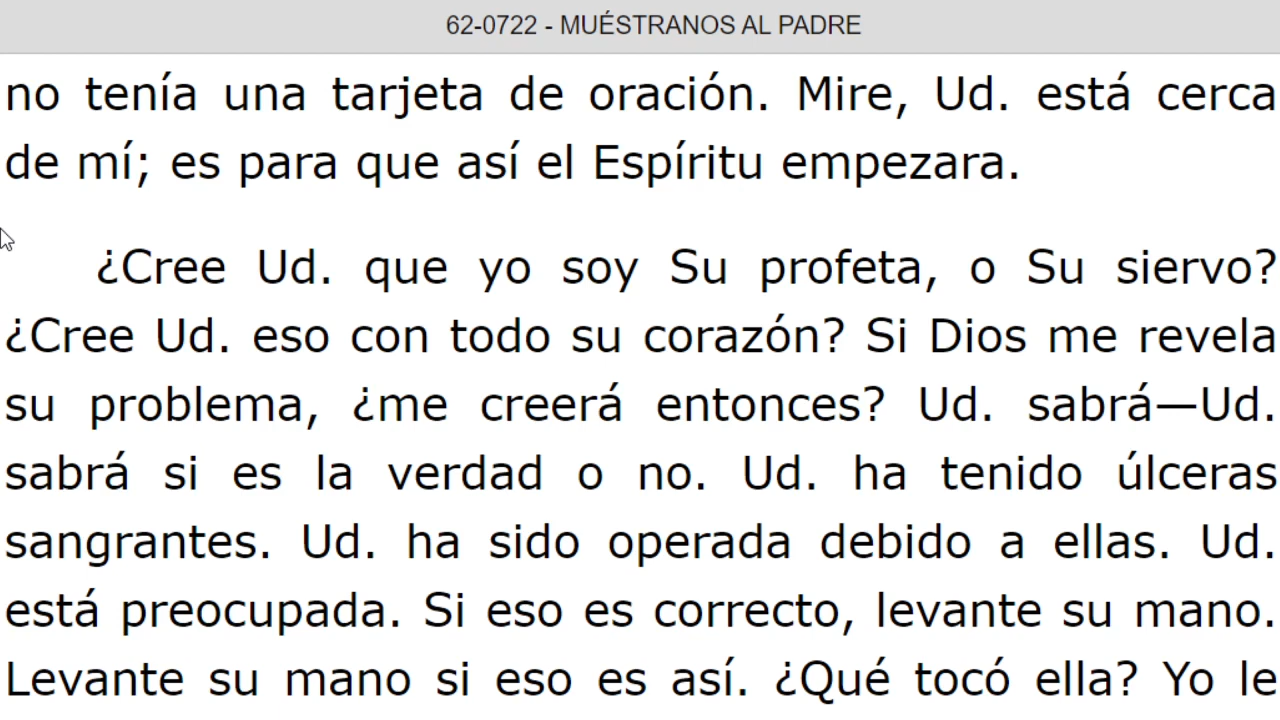 62-0722 - MUÉSTRANOS AL PADRE
no tenía una tarjeta de oración. Mire, Ud. está cerca
de mí; es para que así el Espíritu empezara.
¿Cree Ud. que yo soy Su profeta, o Su siervo?
¿Cree Ud. eso con todo su corazón? Si Dios me revela
su problema, ¿me creerá entonces? Ud. sabrá—Ud.
sabrá si es la verdad o no. Ud. ha tenido úlceras
sangrantes. Ud. ha sido operada debido a ellas. Ud.
está preocupada. Si eso es correcto, levante su mano.
Levante su mano si eso es así. ¿Qué tocó ella? Yo le